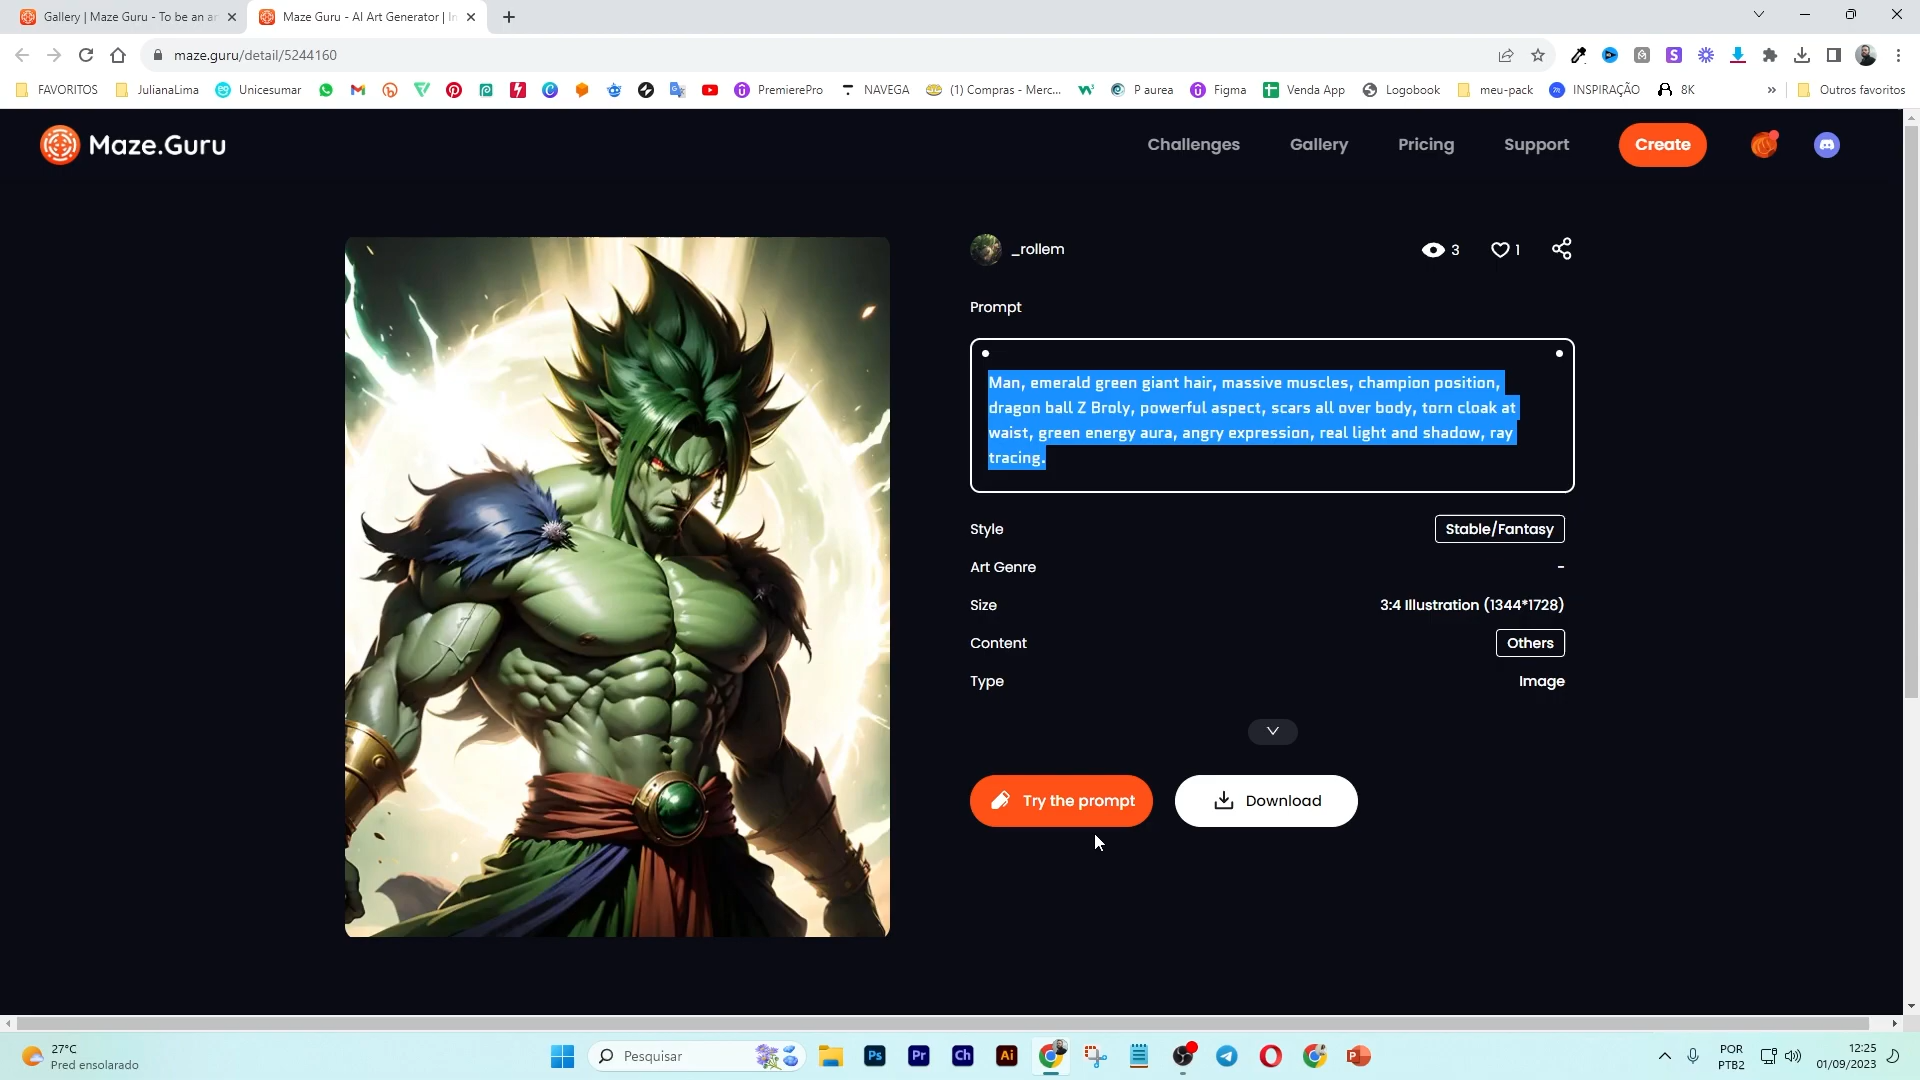 Gallery | Maze Guru - To be an ar
Maze Guru - AI Art Generator | In
maze.guru/detail/5244160
FAVORITOS
JulianaLima
Unicesumar
PremierePro
NAVEGA
(1) Compras - Merc...
P aurea
Figma
Venda App
Logobook
meu-pack
INSPIRAÇÃO
8K
»
Outros favoritos
Maze.Guru
Challenges
Gallery
Pricing
Support
Create
_rollem
3
1
Prompt
Man, emerald green giant hair, massive muscles, champion position,
dragon ball Z Broly, powerful aspect, scars all over body, torn cloak at
waist, green energy aura, angry expression, real light and shadow, ray
tracing.
Style
Stable/Fantasy
Art Genre
-
Size
3:4 Illustration (1344*1728)
Content
Others
Type
Image
Try the prompt
Download
27°C
Pred ensolarado
Pesquisar
Ps
Pr
Ch
Ai
POR
PTB2
12:25
01/09/2023